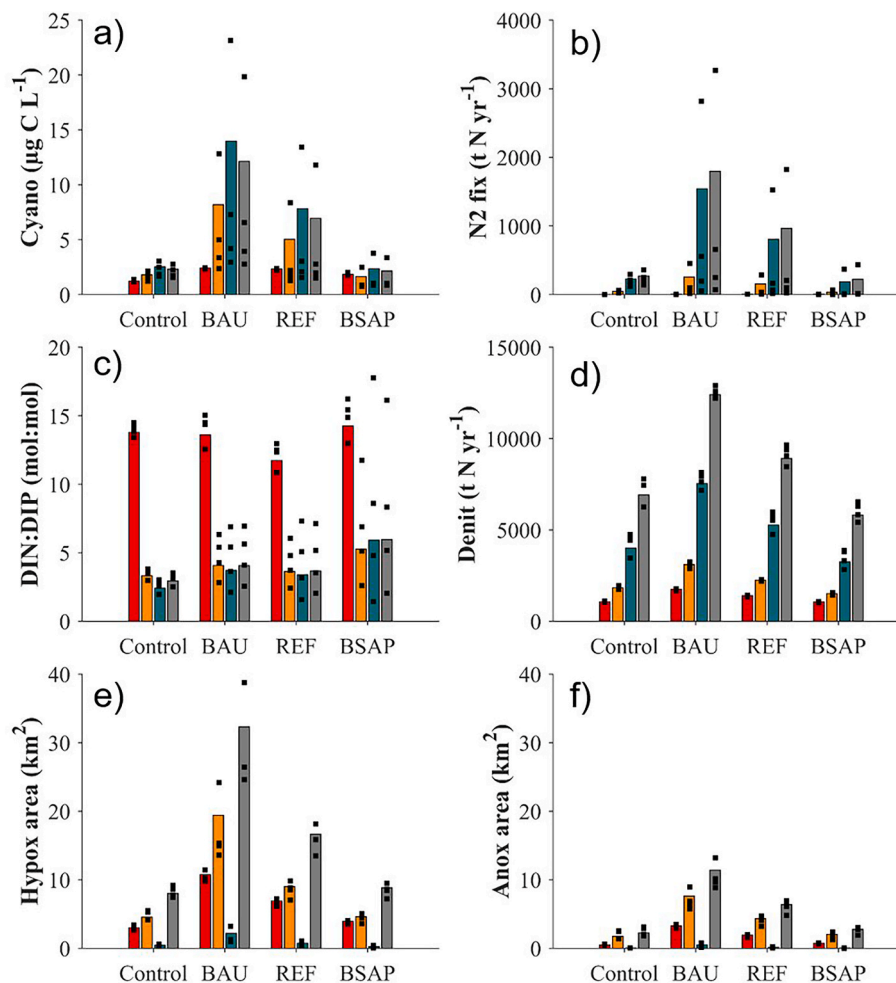 a)
Cyano (µg C L⁻¹)
25
20
15
10
5
0
Control BAU REF BSAP
b)
N2 fix (t N yr⁻¹)
4000
3000
2000
1000
0
Control BAU REF BSAP
c)
DIN:DIP (mol:mol)
20
15
10
5
0
Control BAU REF BSAP
d)
Denit (t N yr⁻¹)
15000
10000
5000
0
Control BAU REF BSAP
e)
Hypox area (km²)
40
30
20
10
0
Control BAU REF BSAP
f)
Anox area (km²)
40
30
20
10
0
Control BAU REF BSAP